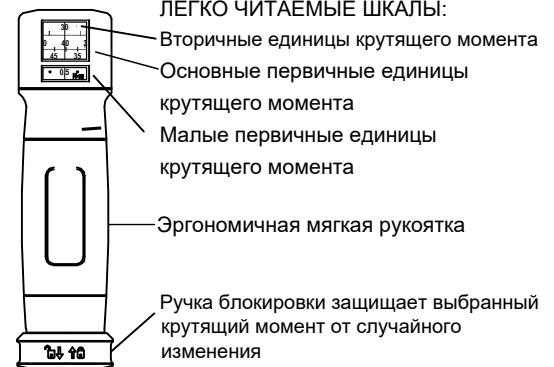 ЛЕГКО ЧИТАЕМЫЕ ШКАЛЫ:
Вторичные единицы крутящего момента
Основные первичные единицы
крутящего момента
Малые первичные единицы
крутящего момента
Эргономичная мягкая рукоятка
Ручка блокировки защищает выбранный
крутящий момент от случайного
изменения
30
40
45 35
0.5